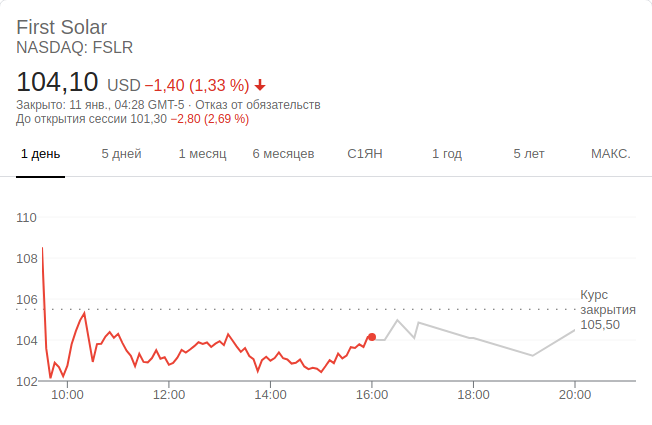 First Solar
NASDAQ: FSLR
104,10 USD −1,40 (1,33 %)
Закрыто: 11 янв., 04:28 GMT-5 · Отказ от обязательств
До открытия сессии 101,30 −2,80 (2,69 %)
1 день 5 дней 1 месяц 6 месяцев С1ЯН 1 год 5 лет МАКС.
110
108
106
104
102
Курс
закрытия
105,50
10:00 12:00 14:00 16:00 18:00 20:00